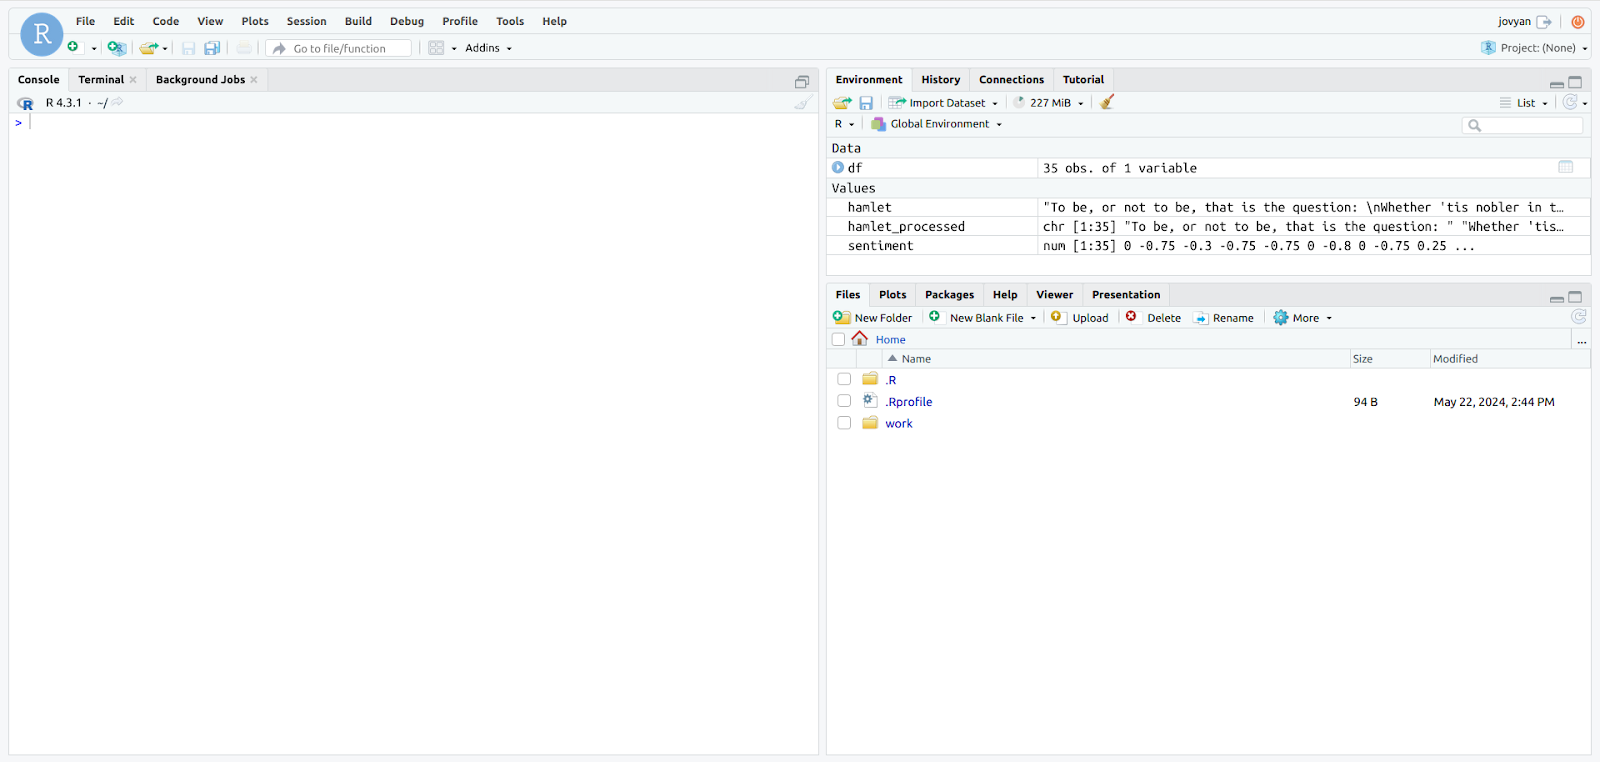 R
File Edit Code View Plots Session Build Debug Profile Tools Help
jovyan
Go to file/function
Addins
Project: (None)
Console Terminal Background Jobs
R 4.3.1 · ~/
>
Environment History Connections Tutorial
Import Dataset 227 MiB List
R Global Environment
Data
df 35 obs. of 1 variable
Values
hamlet "To be, or not to be, that is the question: \nWhether 'tis nobler in t…
hamlet_processed chr [1:35] "To be, or not to be, that is the question: " "Whether 'tis…
sentiment num [1:35] 0 -0.75 -0.3 -0.75 -0.75 0 -0.8 0 -0.75 0.25 ...
Files Plots Packages Help Viewer Presentation
New Folder New Blank File Upload Delete Rename More
Home ...
Name Size Modified
.R
.Rprofile 94 B May 22, 2024, 2:44 PM
work